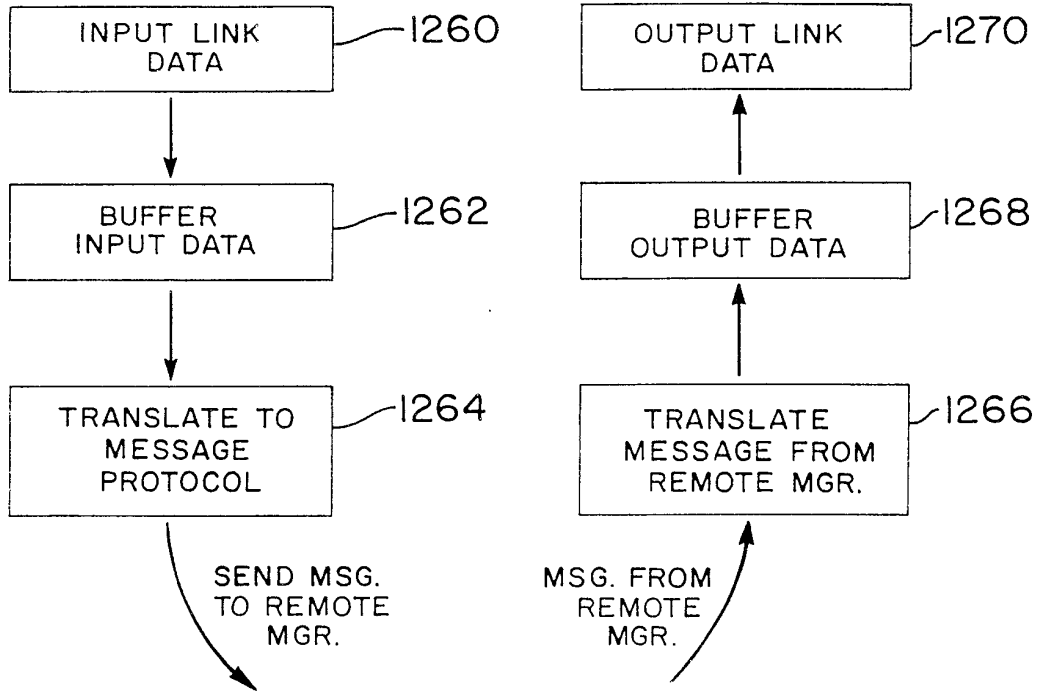 INPUT LINK
DATA
1260
BUFFER
INPUT DATA
1262
TRANSLATE TO
MESSAGE
PROTOCOL
1264
SEND MSG.
TO REMOTE
MGR.
OUTPUT LINK
DATA
1270
BUFFER
OUTPUT DATA
1268
TRANSLATE
MESSAGE FROM
REMOTE MGR.
1266
MSG. FROM
REMOTE
MGR.